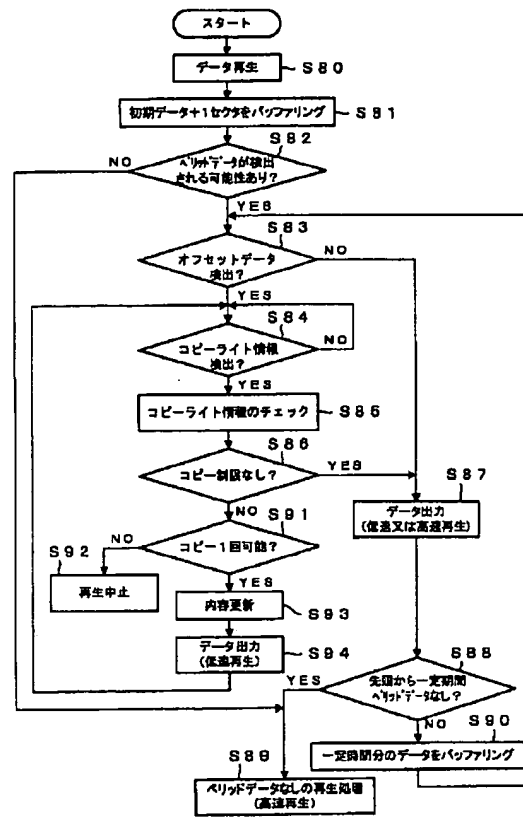 スタート
データ再生
S80
初期データ+1セクタをバッファリング
S81
S82
NO
ベリッドデータが検出
される可能性あり?
YES
S83
オフセットデータ
検出?
NO
YES
S84
コピーライト情報
検出?
NO
YES
コピーライト情報のチェック
S85
S86
コピー制限なし?
YES
S87
データ出力
(低速又は高速再生)
NO
S91
コピー1回可能?
NO
S92
再生中止
YES
内容更新
S93
データ出力
(低速再生)
S94
S88
先頭から一定期間
ベリッドデータなし?
YES
NO
S90
一定時間分のデータをバッファリング
S89
ベリッドデータなしの再生処理
(高速再生)